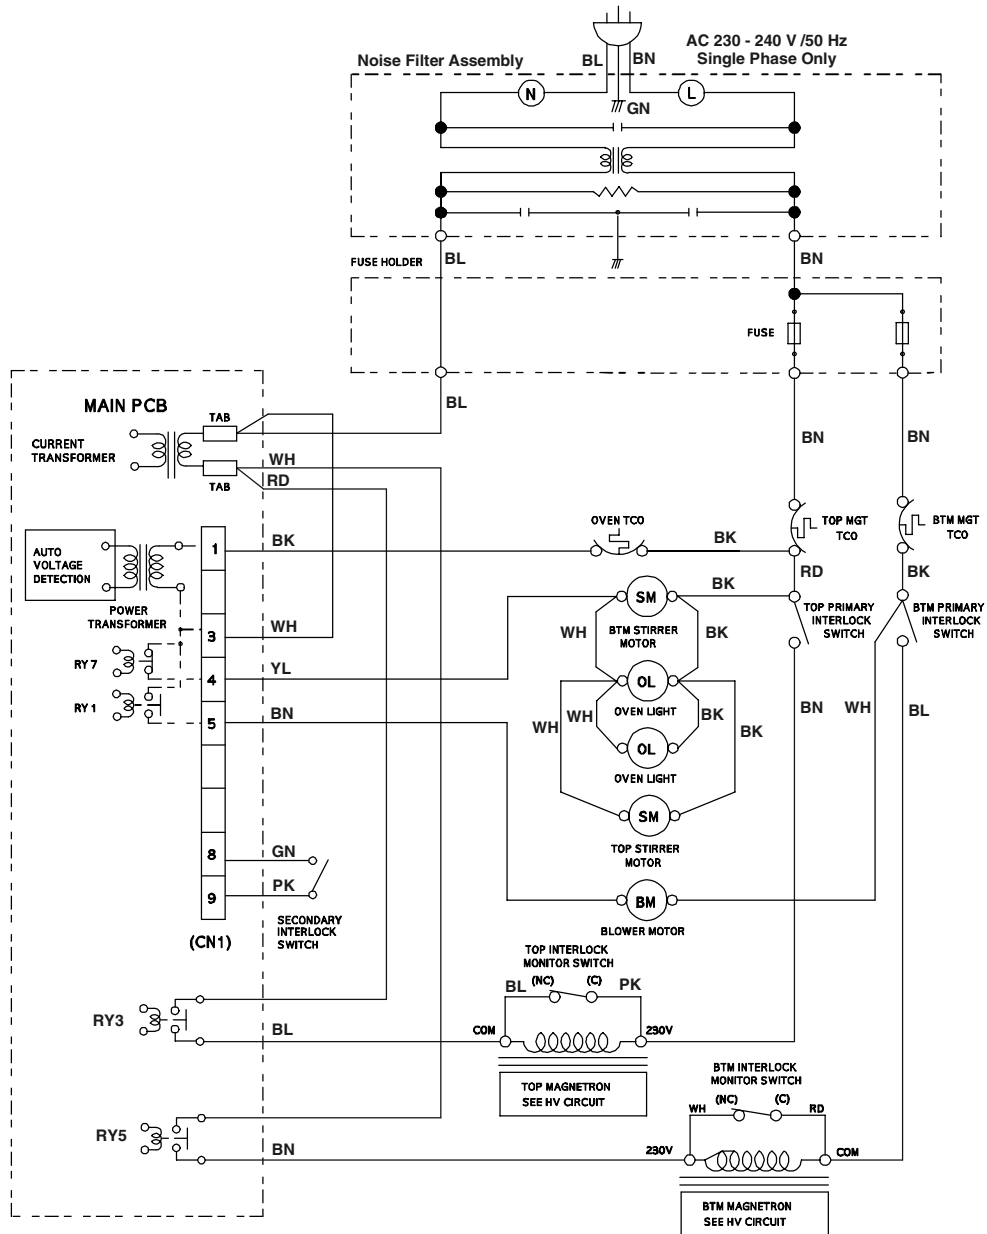 AC 230 - 240 V /50 Hz
Single Phase Only
Noise Filter Assembly
BL
BN
N
L
GN
FUSE HOLDER
BL
BN
FUSE
BL
MAIN PCB
TAB
CURRENT
TRANSFORMER
WH
RD
TAB
BN
BN
OVEN TCO
TOP MGT
TCO
BTM MGT
TCO
AUTO
VOLTAGE
DETECTION
1
BK
BK
RD
BK
POWER
TRANSFORMER
SM
BK
TOP PRIMARY
INTERLOCK
SWITCH
BTM PRIMARY
INTERLOCK
SWITCH
3
WH
WH
BTM STIRRER
MOTOR
BK
RY 7
4
YL
OL
OVEN LIGHT
RY 1
5
BN
WH
WH
BK
BK
BN
WH
BL
OL
OVEN LIGHT
SM
TOP STIRRER
MOTOR
8
GN
9
PK
SECONDARY
INTERLOCK
SWITCH
(CN1)
BM
BLOWER MOTOR
TOP INTERLOCK
MONITOR SWITCH
BL
(NC)
(C)
PK
RY3
BL
COM
230V
TOP MAGNETRON
SEE HV CIRCUIT
BTM INTERLOCK
MONITOR SWITCH
WH
(NC)
(C)
RD
RY5
BN
230V
COM
BTM MAGNETRON
SEE HV CIRCUIT